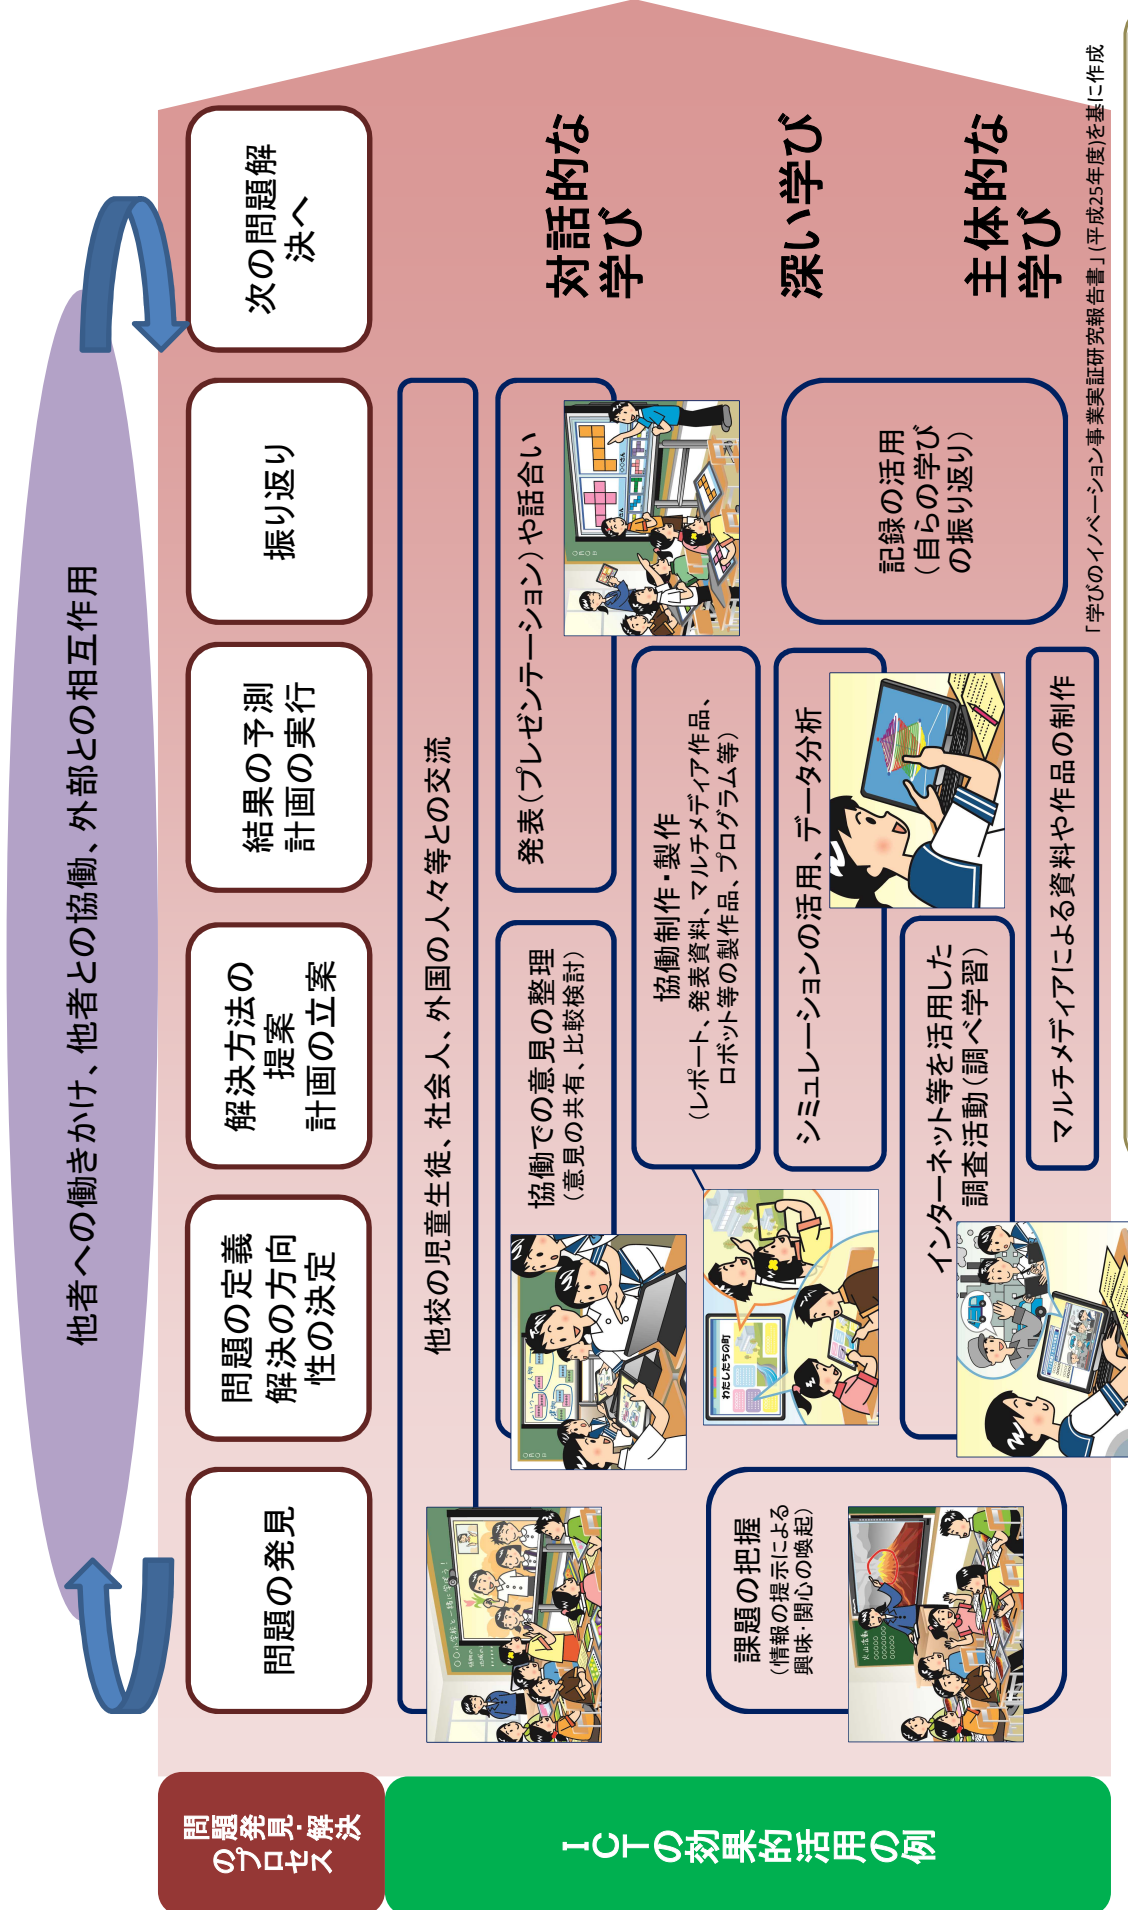 他者への働きかけ、他者との協働、外部との相互作用
問題発見・解決
のプロセス
問題の発見
問題の定義
解決の方向
性の決定
解決方法の
提案
計画の立案
結果の予測
計画の実行
振り返り
次の問題解
決へ
ICTの効果的活用の例
他校の児童生徒、社会人、外国の人々等との交流
協働での意見の整理
(意見の共有、比較検討)
発表(プレゼンテーション)や話合い
対話的な
学び
協働制作・製作
(レポート、発表資料、マルチメディア作品、
ロボット等の製作品、プログラム等)
わたしたちの町
課題の把握
(情報の提示による
興味・関心の喚起)
シミュレーションの活用、データ分析
深い学び
記録の活用
(自らの学び
の振り返り)
インターネット等を活用した
調査活動(調べ学習)
主体的な
学び
マルチメディアによる資料や作品の制作
「学びのイノベーション事業実証研究報告書」(平成25年度)を基に作成